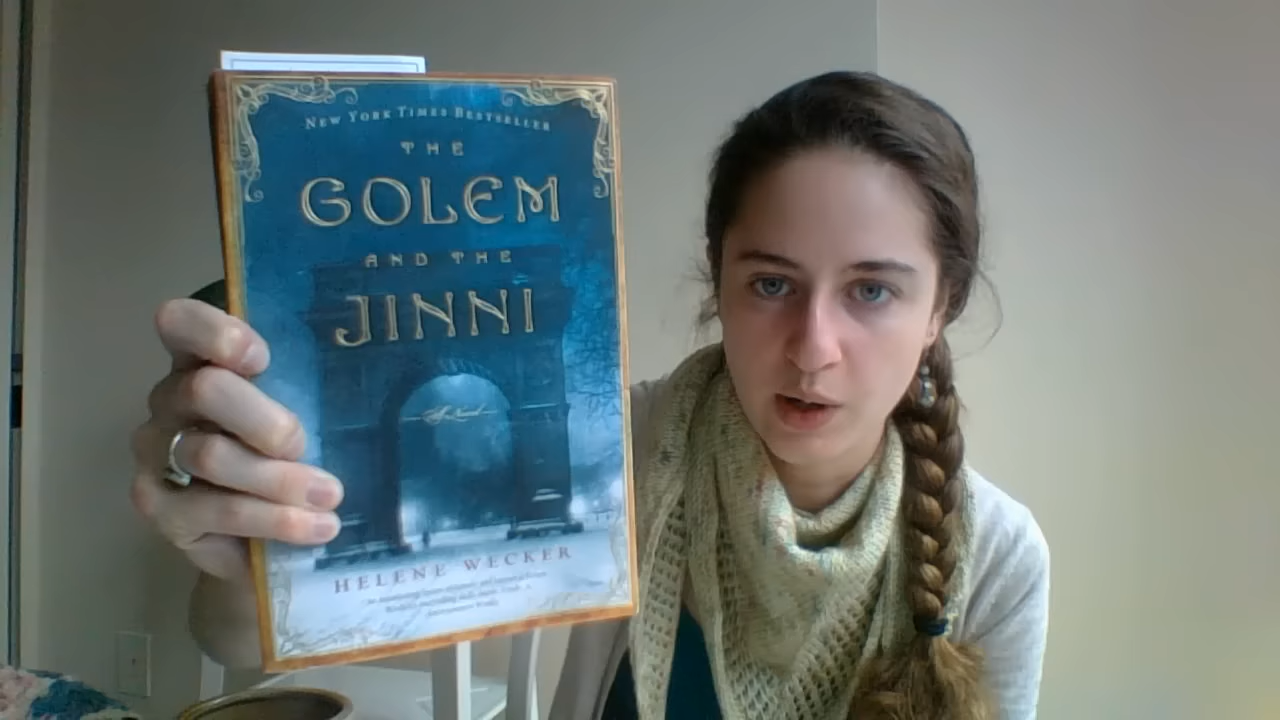 New York Times Bestseller
THE
GOLEM
AND THE
JINNI
A Novel
HELENE WECKER